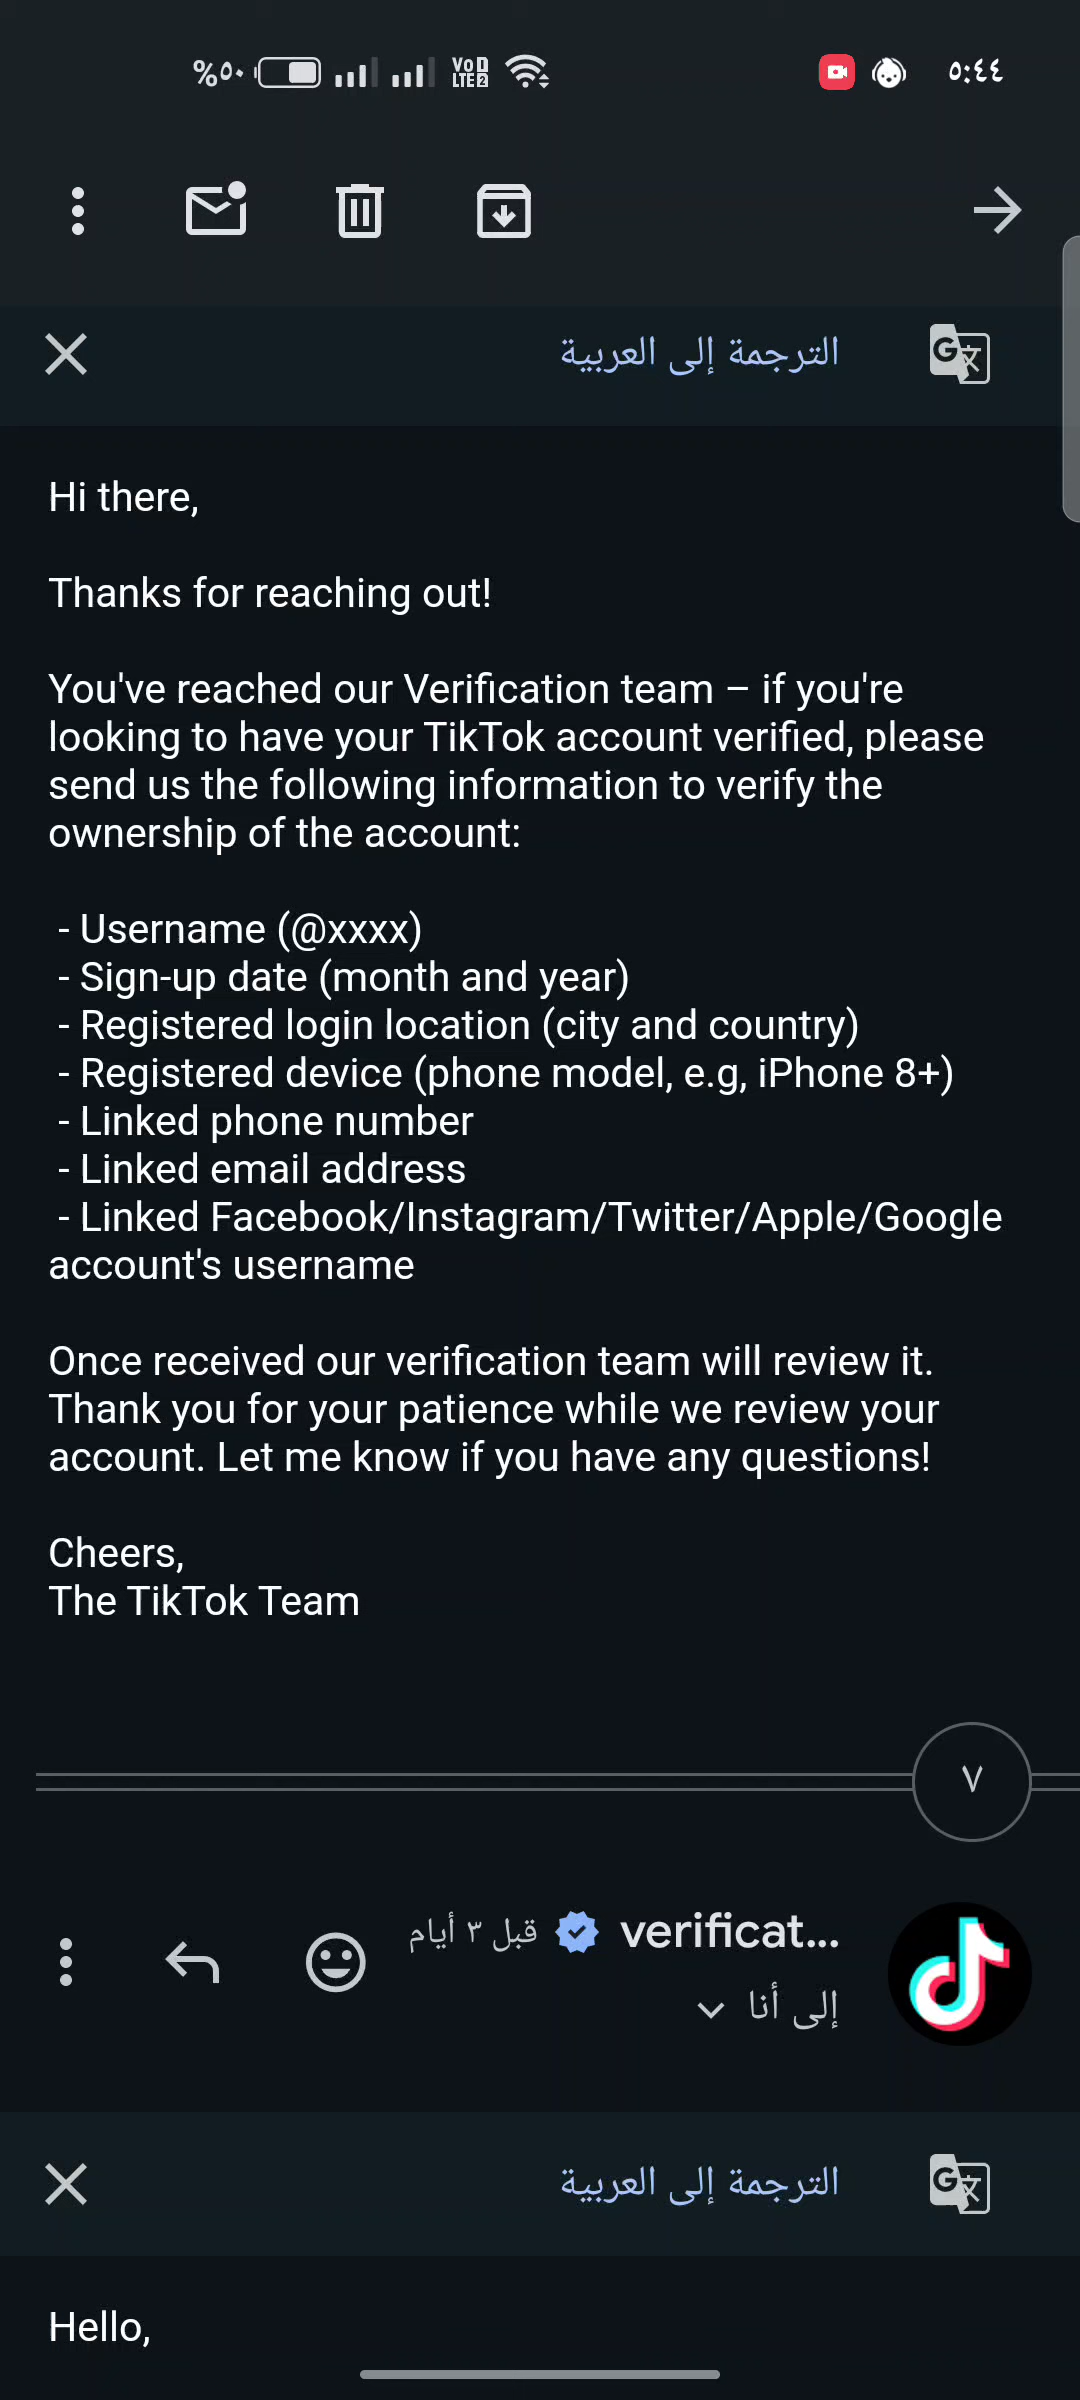 %٥٠
Vo 1
LTE 2
٥:٤٤
الترجمة إلى العربية
Hi there,
Thanks for reaching out!
You've reached our Verification team – if you're
looking to have your TikTok account verified, please
send us the following information to verify the
ownership of the account:
- Username (@xxxx)
- Sign-up date (month and year)
- Registered login location (city and country)
- Registered device (phone model, e.g, iPhone 8+)
- Linked phone number
- Linked email address
- Linked Facebook/Instagram/Twitter/Apple/Google
account's username
Once received our verification team will review it.
Thank you for your patience while we review your
account. Let me know if you have any questions!
Cheers,
The TikTok Team
٧
verificat...
قبل ٣ أيام
إلى أنا
الترجمة إلى العربية
Hello,